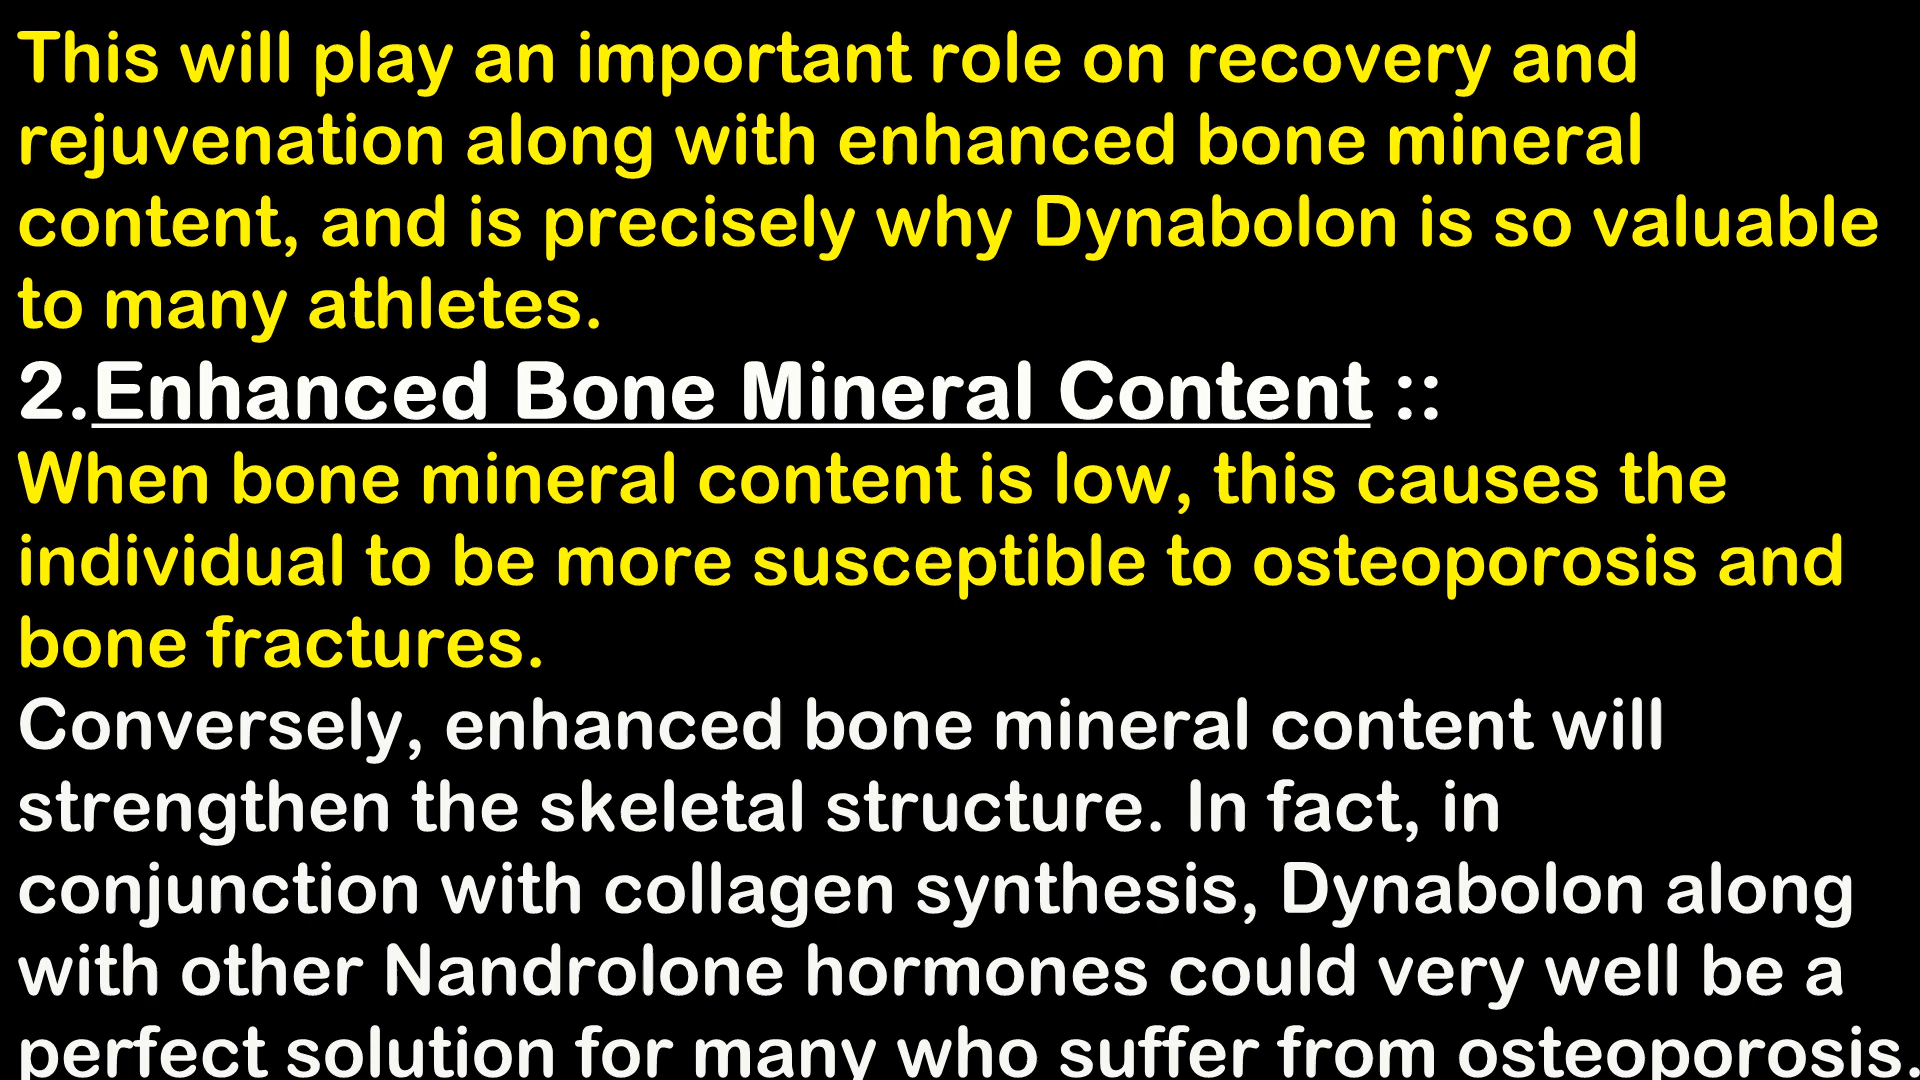 This will play an important role on recovery and
rejuvenation along with enhanced bone mineral
content, and is precisely why Dynabolon is so valuable
to many athletes.
2.Enhanced Bone Mineral Content ::
When bone mineral content is low, this causes the
individual to be more susceptible to osteoporosis and
bone fractures.
Conversely, enhanced bone mineral content will
strengthen the skeletal structure. In fact, in
conjunction with collagen synthesis, Dynabolon along
with other Nandrolone hormones could very well be a
perfect solution for many who suffer from osteoporosis.